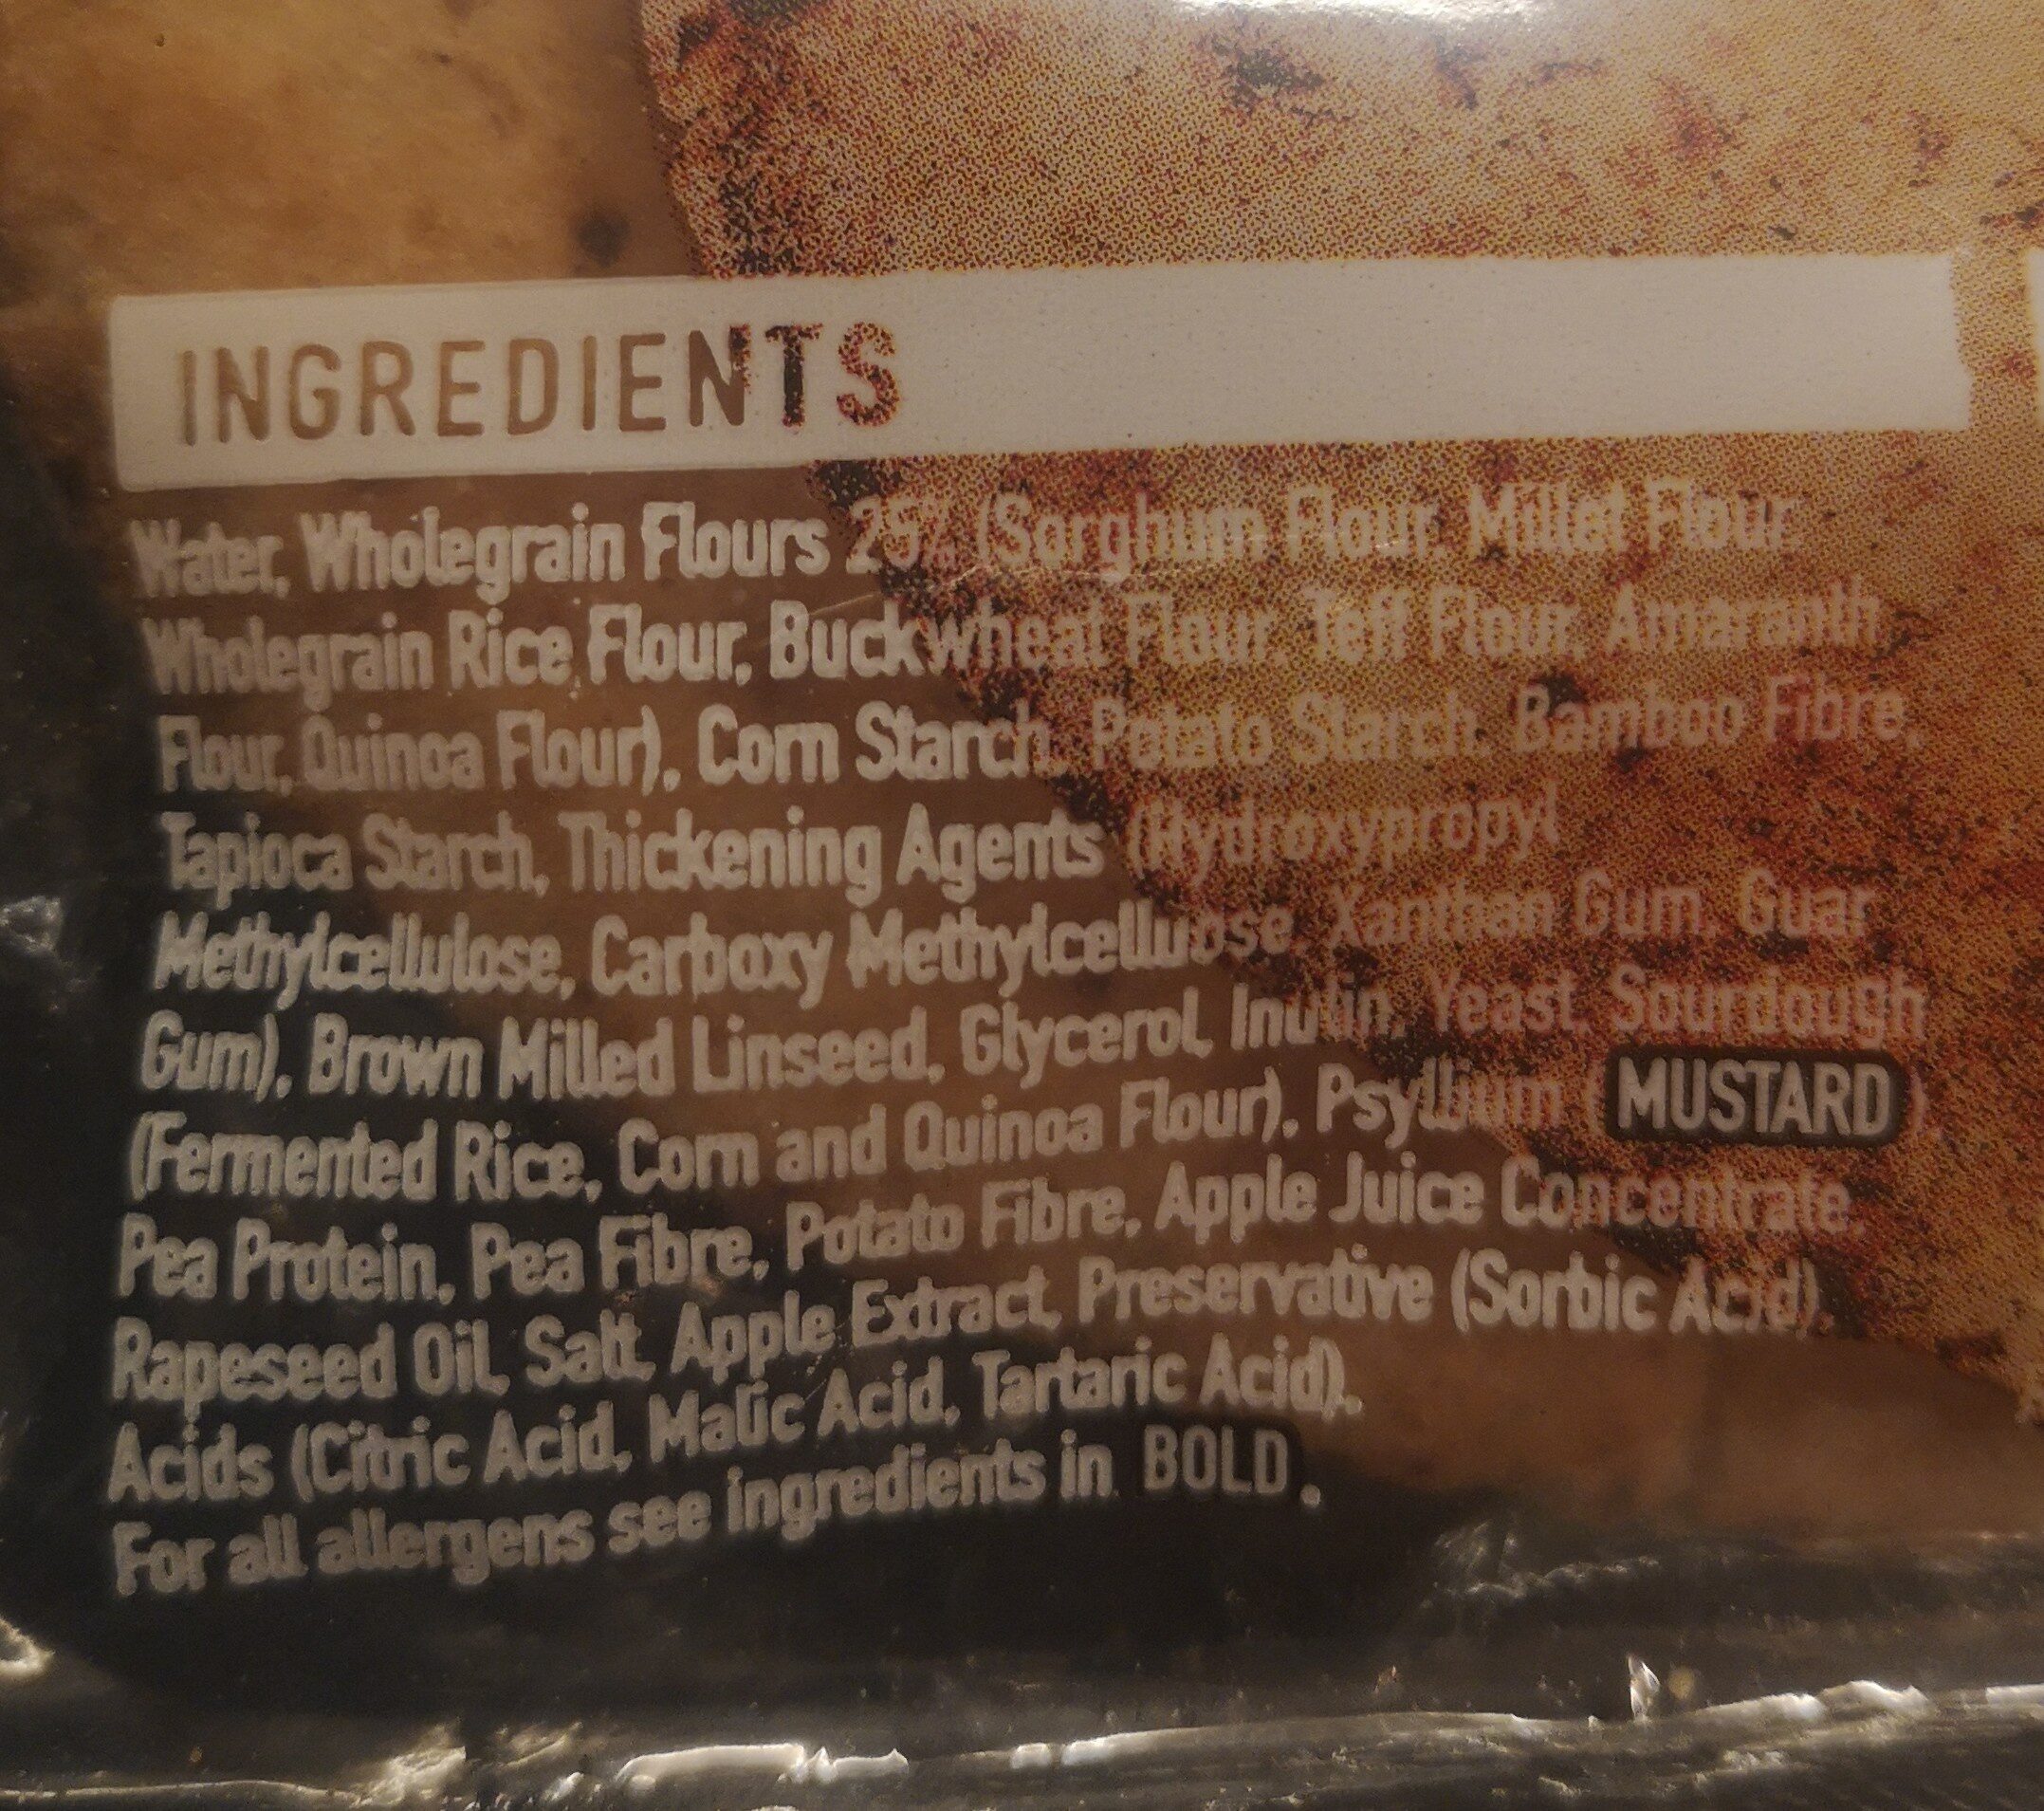 INGREDIENTS
Water, Wholegrain Flours 25% (Sorghum Flour, Millet Flour,
Wholegrain Rice Flour, Buckwheat Flour, Teff Flour, Amaranth
Flour, Quinoa Flour), Corn Starch, Potato Starch, Bamboo Fibre,
Tapioca Starch, Thickening Agents (Hydroxypropyl
Methylcellulose, Carboxy Methylcelluose, Xanthan Gum, Guar
Gum), Brown Milled Linseed, Glycerol, Inulin, Yeast, Sourdough
(Fermented Rice, Corn and Quinoa Flour), Psyllium (MUSTARD),
Pea Protein, Pea Fibre, Potato Fibre, Apple Juice Concentrate,
Rapeseed Oil, Salt, Apple Extract, Preservative (Sorbic Acid),
Acids (Citric Acid, Malic Acid, Tartaric Acid).
For all allergens see ingredients in BOLD.